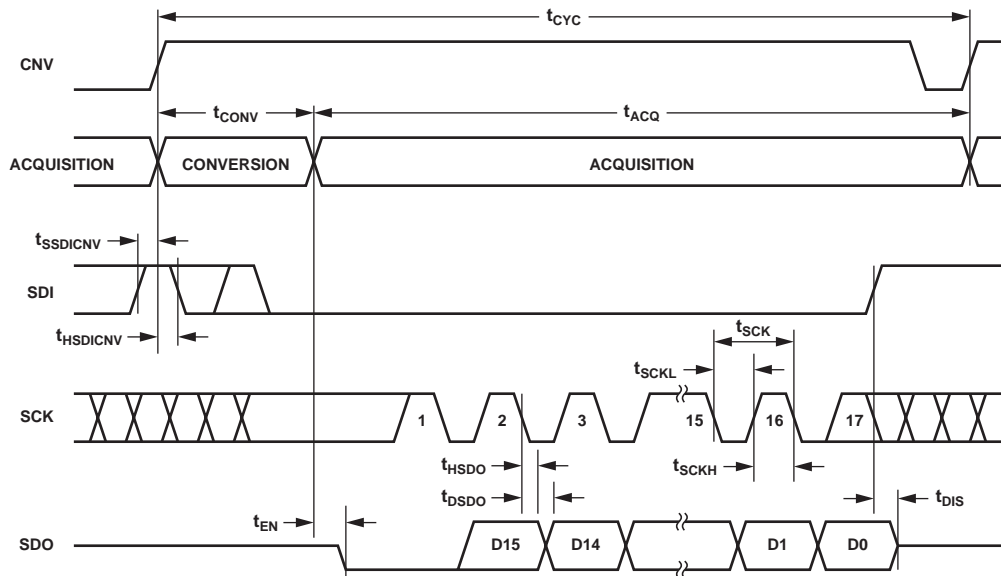 tCYC
CNV
tCONV tACQ
ACQUISITION CONVERSION ACQUISITION
tSSDICNV
SDI
tHSDICNV tSCK
tSCKL
SCK 1 2 3 15 16 17
tHSDO tSCKH
tDSDO tDIS
tEN
SDO D15 D14 D1 D0